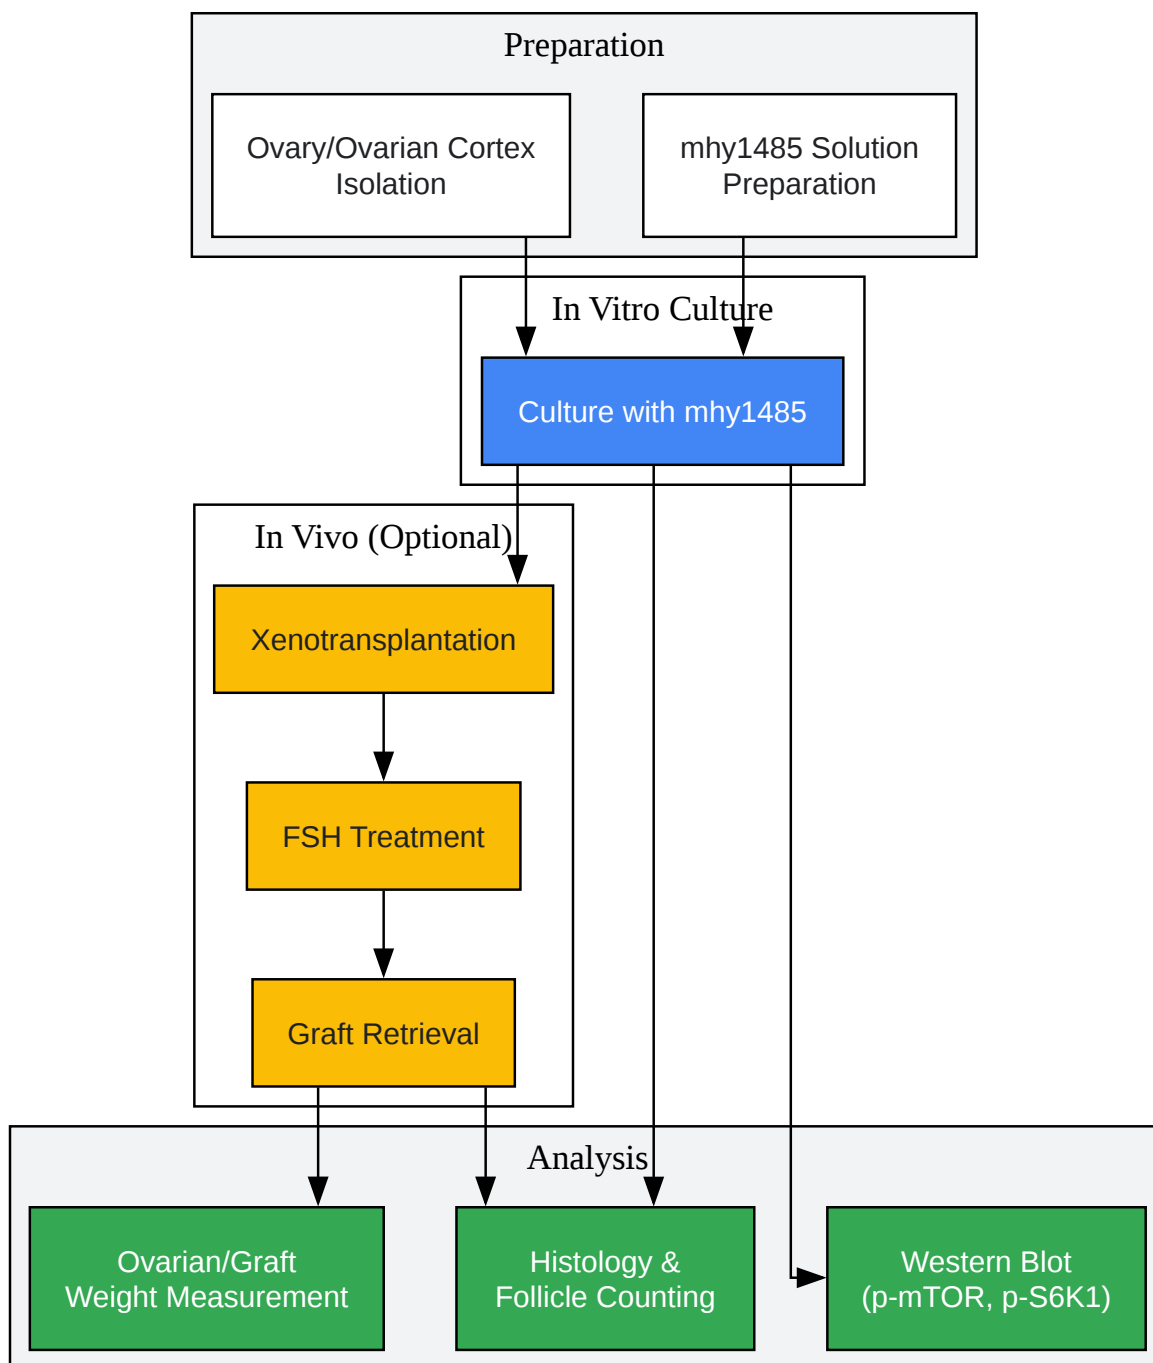 Preparation
Ovary/Ovarian Cortex
Isolation
mhy1485 Solution
Preparation
In Vitro Culture
Culture with mhy1485
In Vivo (Optional)
Xenotransplantation
FSH Treatment
Graft Retrieval
Analysis
Ovarian/Graft
Weight Measurement
Histology &
Follicle Counting
Western Blot
(p-mTOR, p-S6K1)